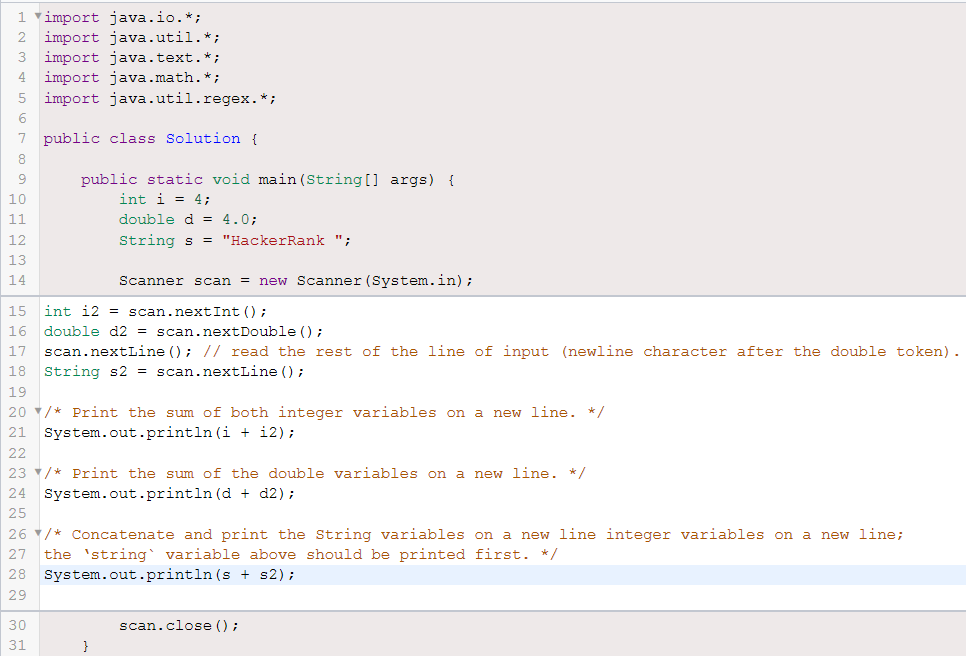 1 import java.io.*;
2 import java.util.*;
3 import java.text.*;
4 import java.math.*;
5 import java.util.regex.*;
6
7 public class Solution {
8
9     public static void main(String[] args) {
10         int i = 4;
11         double d = 4.0;
12         String s = "HackerRank ";
13
14         Scanner scan = new Scanner(System.in);
15 int i2 = scan.nextInt();
16 double d2 = scan.nextDouble();
17 scan.nextLine(); // read the rest of the line of input (newline character after the double token).
18 String s2 = scan.nextLine();
19
20 /* Print the sum of both integer variables on a new line. */
21 System.out.println(i + i2);
22
23 /* Print the sum of the double variables on a new line. */
24 System.out.println(d + d2);
25
26 /* Concatenate and print the String variables on a new line integer variables on a new line;
27 the 'string` variable above should be printed first. */
28 System.out.println(s + s2);
29
30         scan.close();
31     }